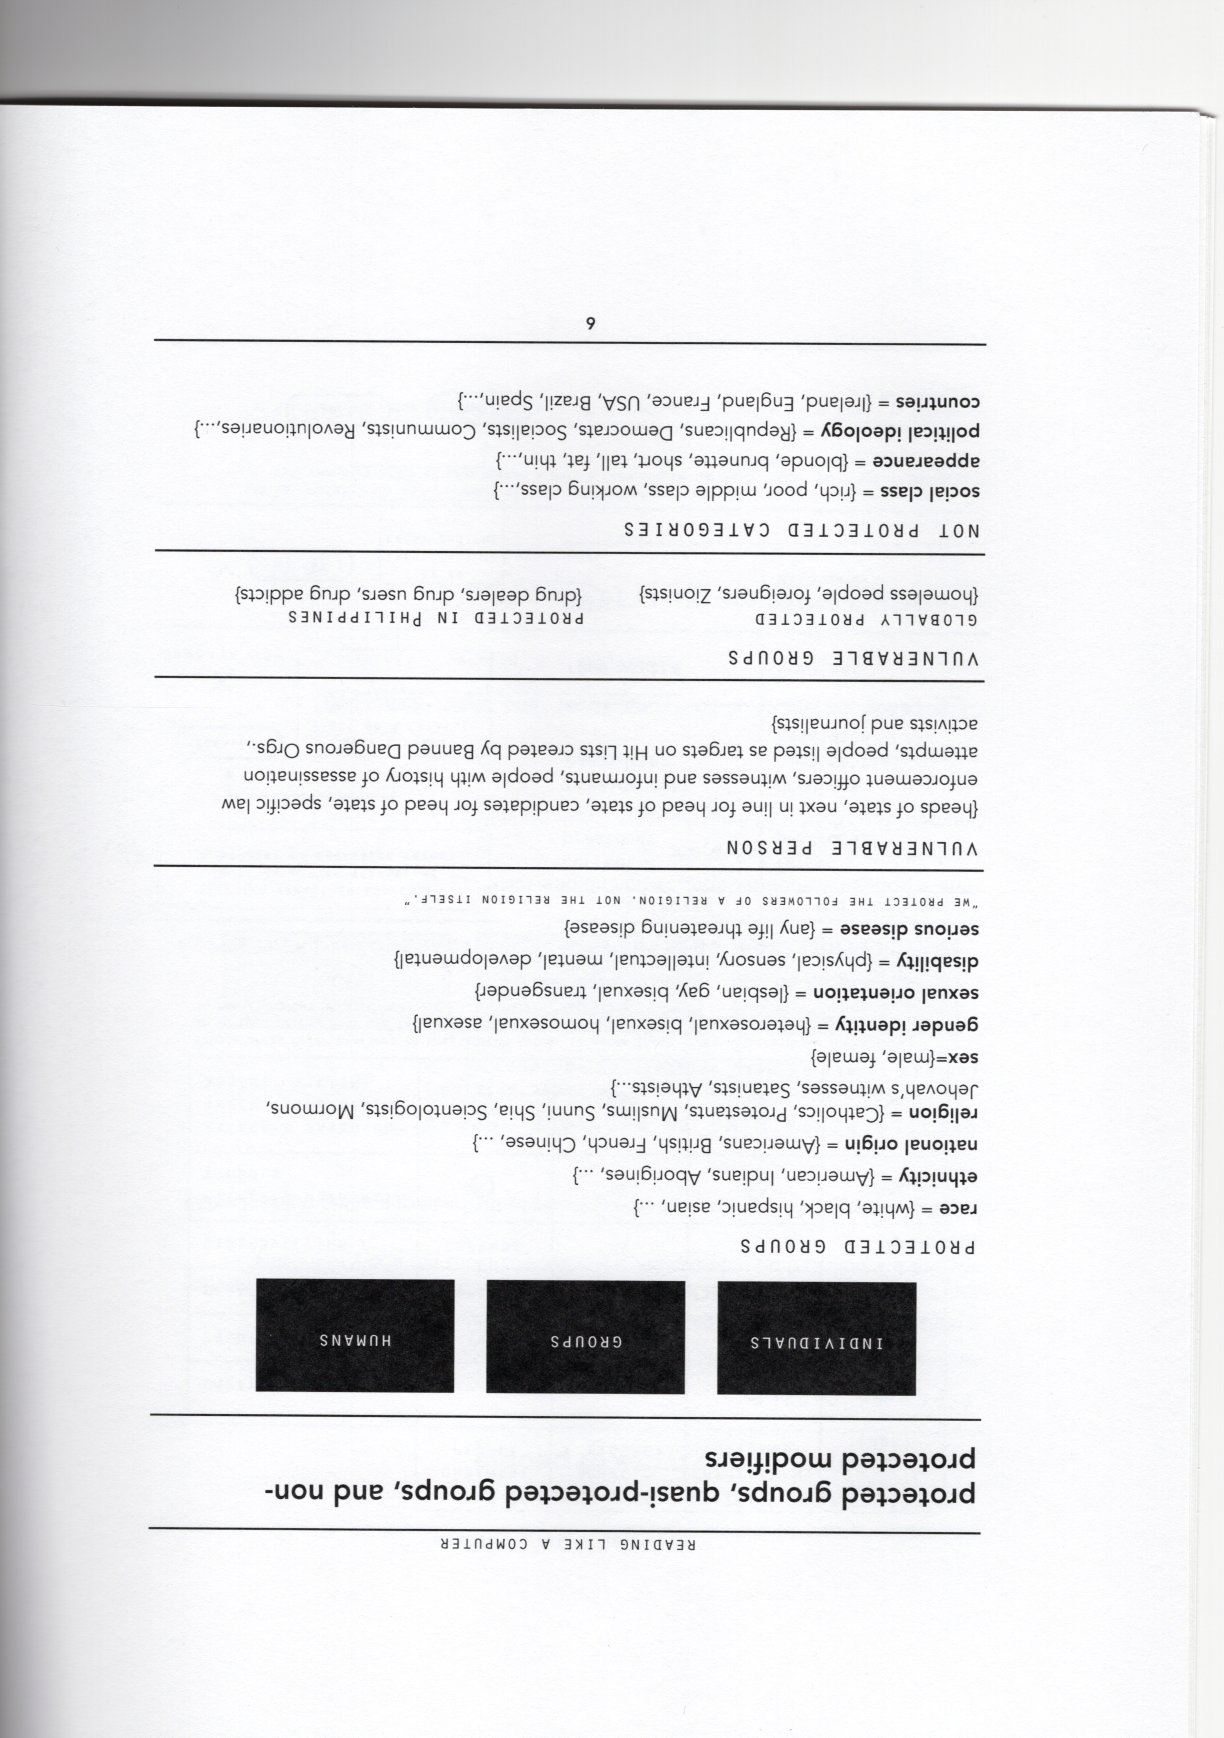 READING LIKE A COMPUTER
protected groups, quasi-protected groups, and non-
protected modifiers
INDIVIDUALS
GROUPS
HUMANS
PROTECTED GROUPS
race = {white, black, hispanic, asian, ...}
ethnicity = {American, Indians, Aborigines, ...}
national origin = {Americans, British, French, Chinese, ...}
religion = {Catholics, Protestants, Muslims, Sunni, Shia, Scientologists, Mormons,
Jehovah's witnesses, Satanists, Atheists...}
sex={male, female}
gender identity = {heterosexual, bisexual, homosexual, asexual}
sexual orientation = {lesbian, gay, bisexual, transgender}
disability = {physical, sensory, intellectual, mental, developmental}
serious disease = {any life threatening disease}
"WE PROTECT THE FOLLOWERS OF A RELIGION. NOT THE RELIGION ITSELF."
VULNERABLE PERSON
{heads of state, next in line for head of state, candidates for head of state, specific law
enforcement officers, witnesses and informants, people with history of assassination
attempts, people listed as targets on Hit Lists created by Banned Dangerous Orgs.,
activists and journalists}
VULNERABLE GROUPS
GLOBALLY PROTECTED
{homeless people, foreigners, Zionists}
PROTECTED IN PHILIPPINES
{drug dealers, drug users, drug addicts}
NOT PROTECTED CATEGORIES
social class = {rich, poor, middle class, working class,...}
appearance = {blonde, brunette, short, tall, fat, thin,...}
political ideology = {Republicans, Democrats, Socialists, Communists, Revolutionaries,...}
countries = {Ireland, England, France, USA, Brazil, Spain,...}
9